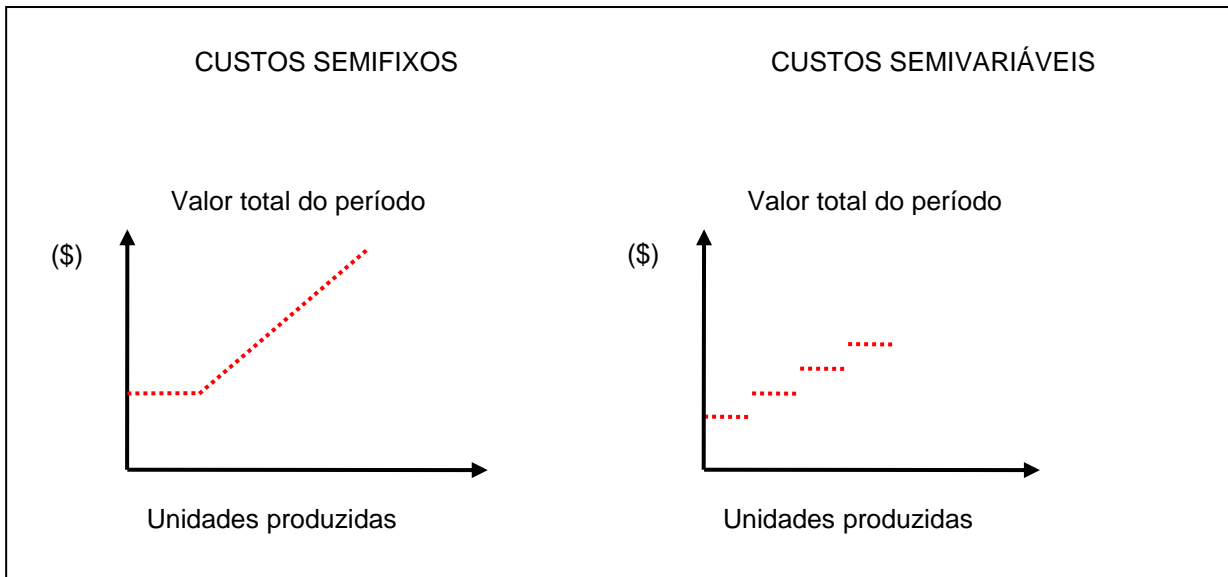 CUSTOS SEMIFIXOS
CUSTOS SEMIVARIÁVEIS
Valor total do período
Valor total do período
($)
($)
Unidades produzidas
Unidades produzidas